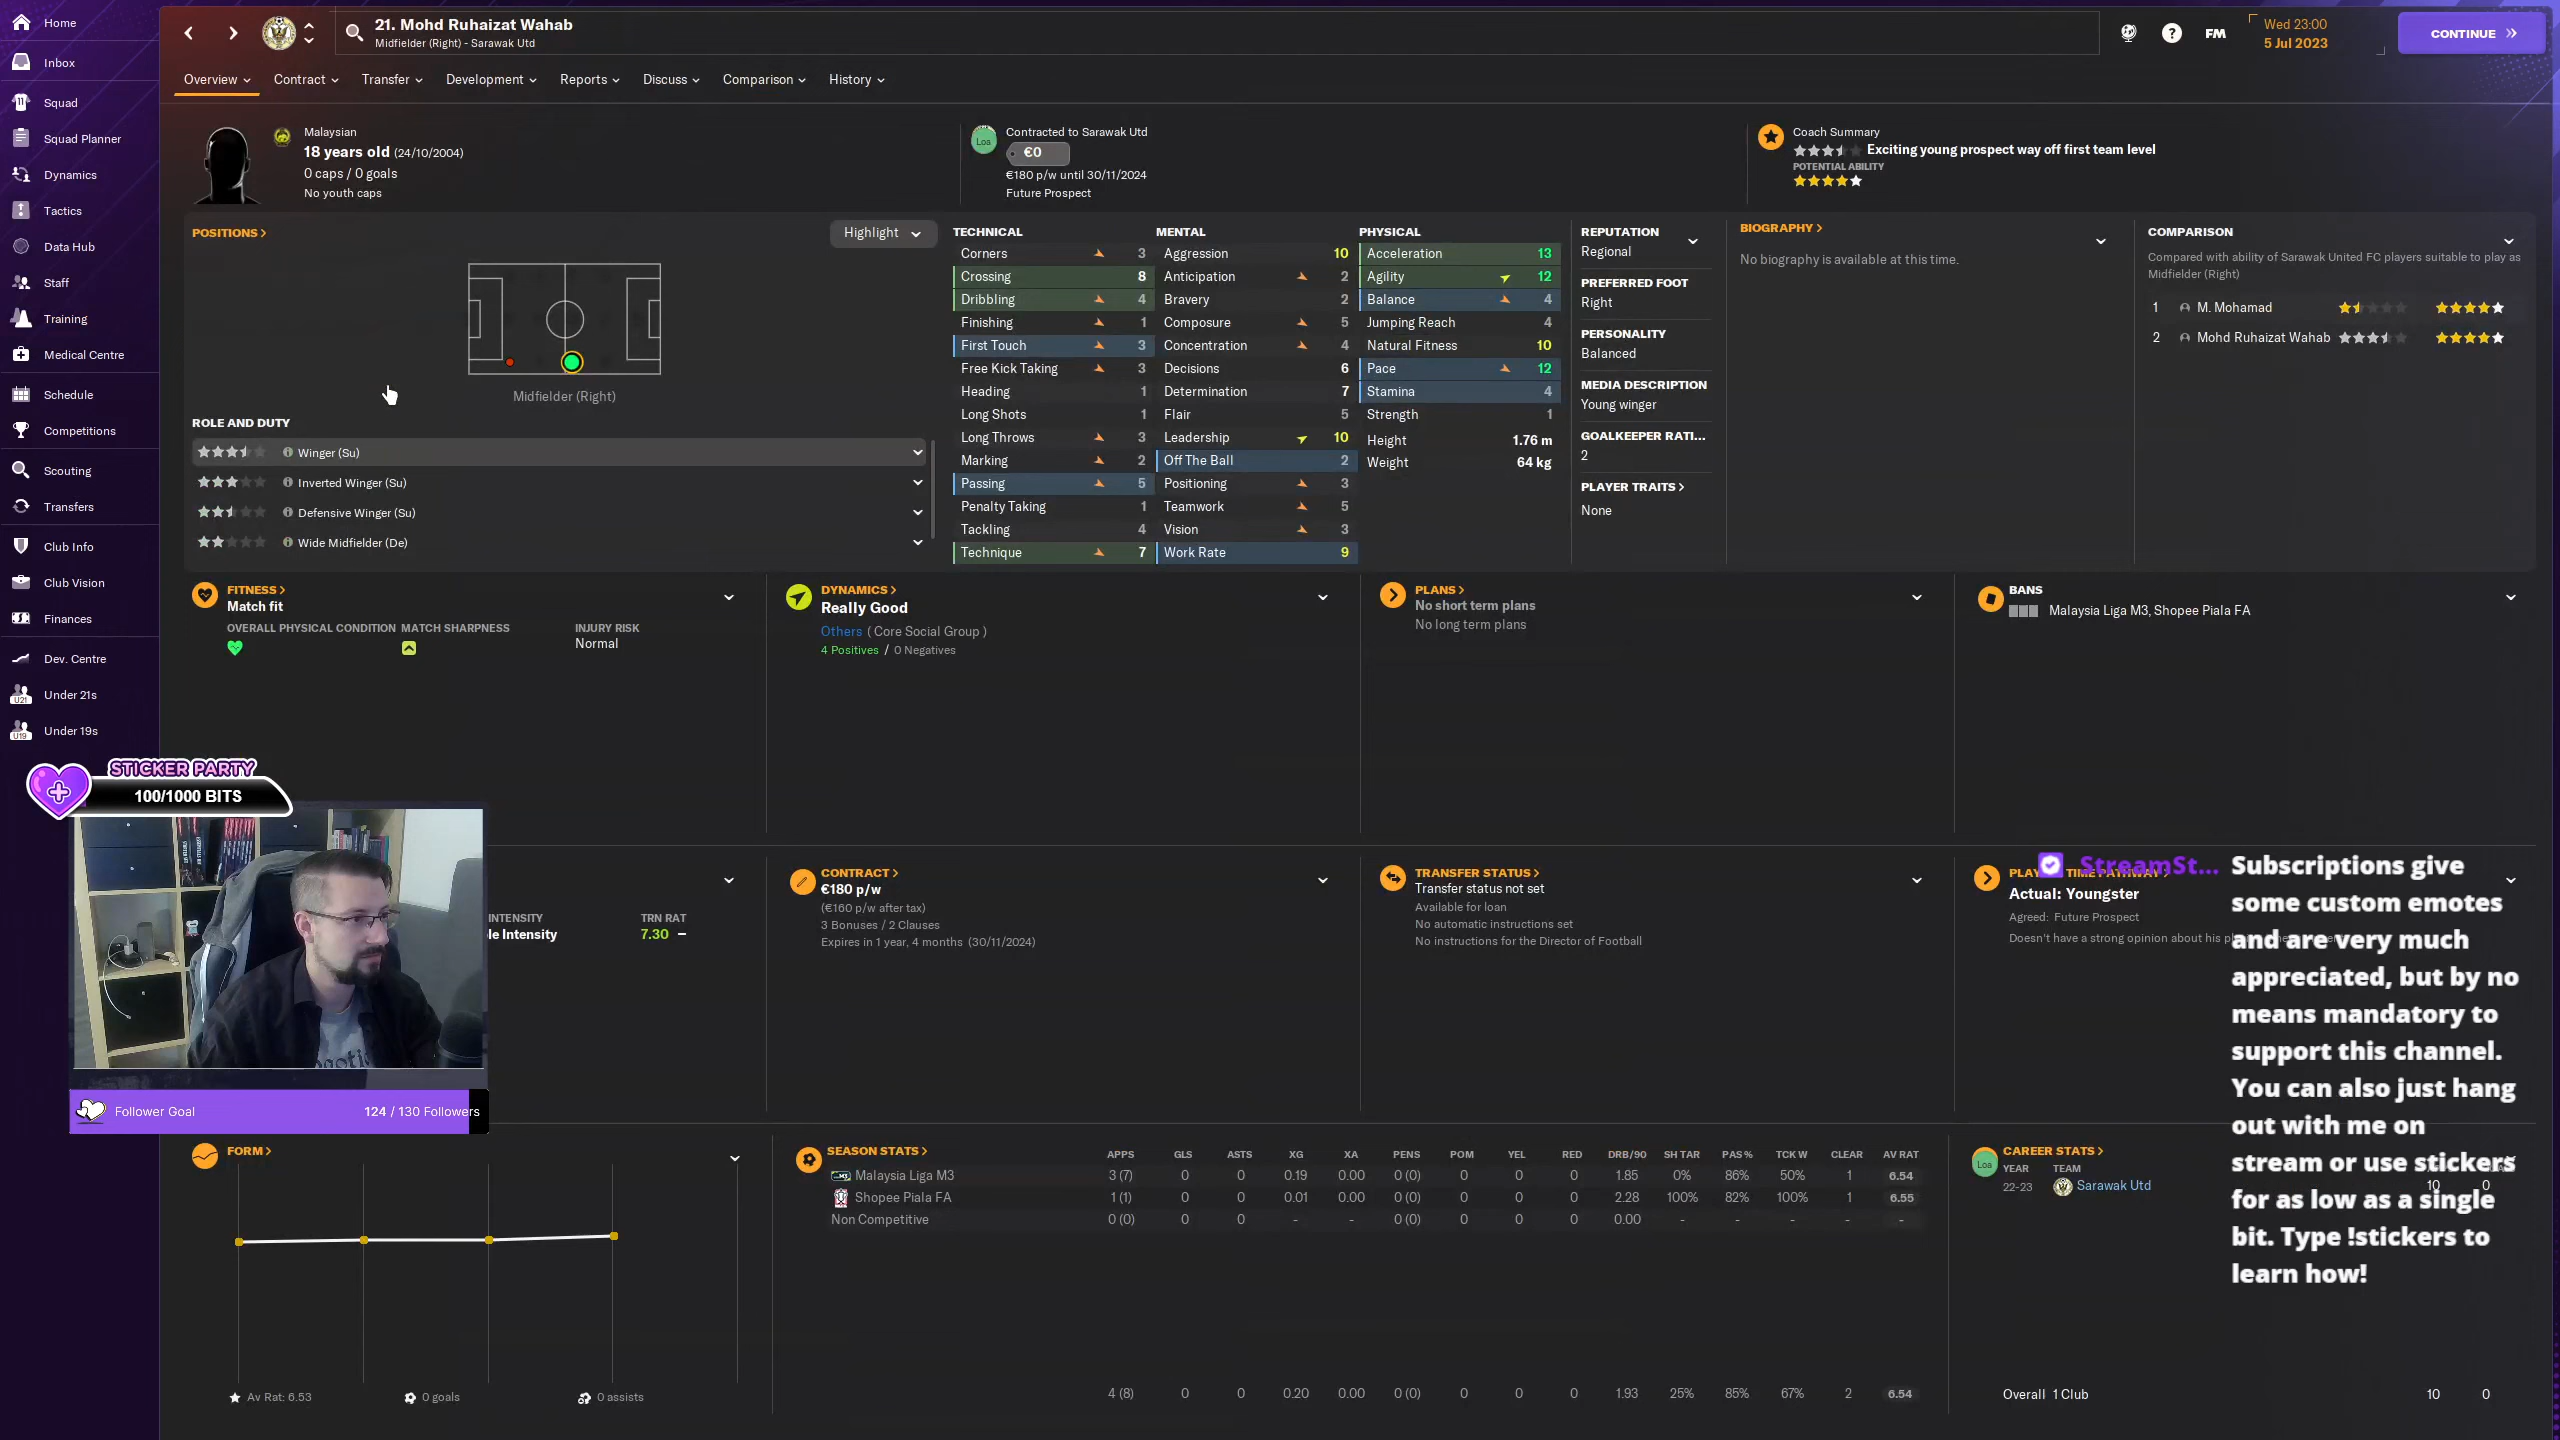 Home
Inbox
Squad
Squad Planner
Dynamics
Tactics
Data Hub
Staff
Training
Medical Centre
Schedule
Competitions
Scouting
Transfers
Club Info
Club Vision
Finances
Dev. Centre
Under 21s
Under 19s
21. Mohd Ruhaizat Wahab
Midfielder (Right) - Sarawak Utd
FM
Wed 23:00
5 Jul 2023
CONTINUE
Overview Contract Transfer Development Reports Discuss Comparison History
Malaysian
18 years old (24/10/2004)
0 caps / 0 goals
No youth caps
Loa
Contracted to Sarawak Utd
€0
€180 p/w until 30/11/2024
Future Prospect
Coach Summary
Exciting young prospect way off first team level
POTENTIAL ABILITY
POSITIONS >
Highlight
Midfielder (Right)
ROLE AND DUTY
Winger (Su)
Inverted Winger (Su)
Defensive Winger (Su)
Wide Midfielder (De)
TECHNICAL
Corners 3
Crossing 8
Dribbling 4
Finishing 1
First Touch 3
Free Kick Taking 3
Heading 1
Long Shots 1
Long Throws 3
Marking 2
Passing 5
Penalty Taking 1
Tackling 4
Technique 7
MENTAL
Aggression 10
Anticipation 2
Bravery 2
Composure 5
Concentration 4
Decisions 6
Determination 7
Flair 5
Leadership 10
Off The Ball 2
Positioning 3
Teamwork 5
Vision 3
Work Rate 9
PHYSICAL
Acceleration 13
Agility 12
Balance 4
Jumping Reach 4
Natural Fitness 10
Pace 12
Stamina 4
Strength 1
Height 1.76 m
Weight 64 kg
REPUTATION
Regional
PREFERRED FOOT
Right
PERSONALITY
Balanced
MEDIA DESCRIPTION
Young winger
GOALKEEPER RATI...
2
PLAYER TRAITS >
None
BIOGRAPHY >
No biography is available at this time.
COMPARISON
Compared with ability of Sarawak United FC players suitable to play as
Midfielder (Right)
1 M. Mohamad
2 Mohd Ruhaizat Wahab
FITNESS >
Match fit
OVERALL PHYSICAL CONDITION MATCH SHARPNESS INJURY RISK
Normal
DYNAMICS >
Really Good
Others ( Core Social Group )
4 Positives / 0 Negatives
PLANS >
No short term plans
No long term plans
BANS
Malaysia Liga M3, Shopee Piala FA
STICKER PARTY
100/1000 BITS
Follower Goal 124 / 130 Followers
INTENSITY TRN RAT
le Intensity 7.30 –
CONTRACT >
€180 p/w
(€160 p/w after tax)
3 Bonuses / 2 Clauses
Expires in 1 year, 4 months (30/11/2024)
TRANSFER STATUS >
Transfer status not set
Available for loan
No automatic instructions set
No instructions for the Director of Football
Actual: Youngster
Agreed: Future Prospect
Doesn't have a strong opinion about his
StreamSt... Subscriptions give
some custom emotes
and are very much
appreciated, but by no
means mandatory to
support this channel.
You can also just hang
out with me on
stream or use stickers
for as low as a single
bit. Type !stickers to
learn how!
FORM >
Av Rat: 6.53 0 goals 0 assists
SEASON STATS > APPS GLS ASTS XG XA PENS POM YEL RED DRB/90 SH TAR PAS % TCK W CLEAR AV RAT
Malaysia Liga M3 3 (7) 0 0 0.19 0.00 0 (0) 0 0 0 1.85 0% 86% 50% 1 6.54
Shopee Piala FA 1 (1) 0 0 0.01 0.00 0 (0) 0 0 0 2.28 100% 82% 100% 1 6.55
Non Competitive 0 (0) 0 0 - - 0 (0) 0 0 0 0.00 - - - - -
4 (8) 0 0 0.20 0.00 0 (0) 0 0 0 1.93 25% 85% 67% 2 6.54
Loa
CAREER STATS >
YEAR TEAM
22-23 Sarawak Utd 10 0
Overall 1 Club 10 0